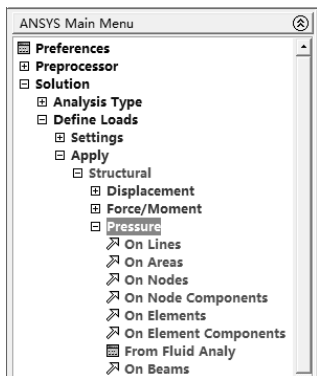 ANSYS Main Menu
Preferences
Preprocessor
Solution
Analysis Type
Define Loads
Settings
Apply
Structural
Displacement
Force/Moment
Pressure
On Lines
On Areas
On Nodes
On Node Components
On Elements
On Element Components
From Fluid Analy
On Beams